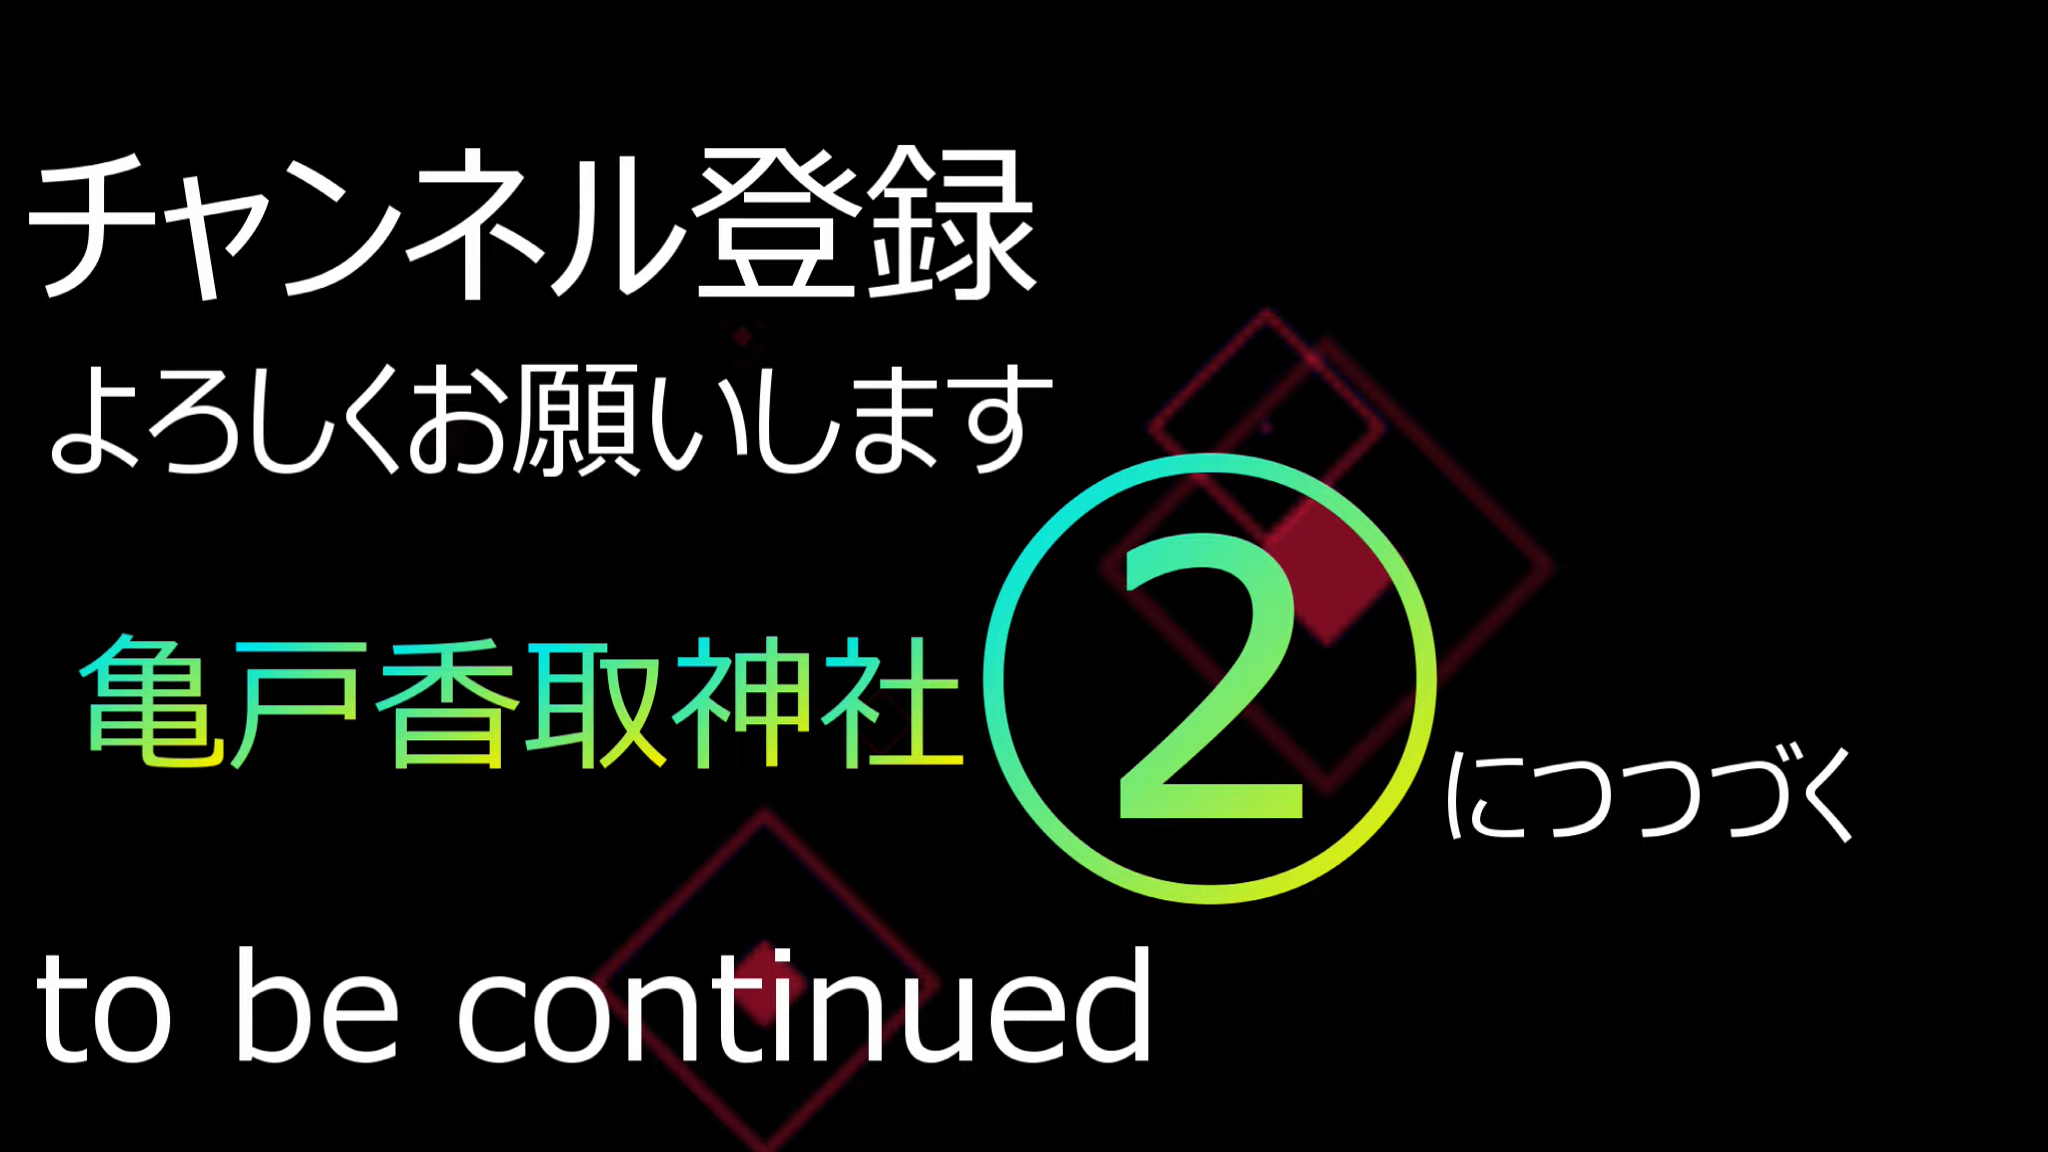 チャンネル登録
よろしくお願いします
亀戸香取神社②につつづく
to be continued